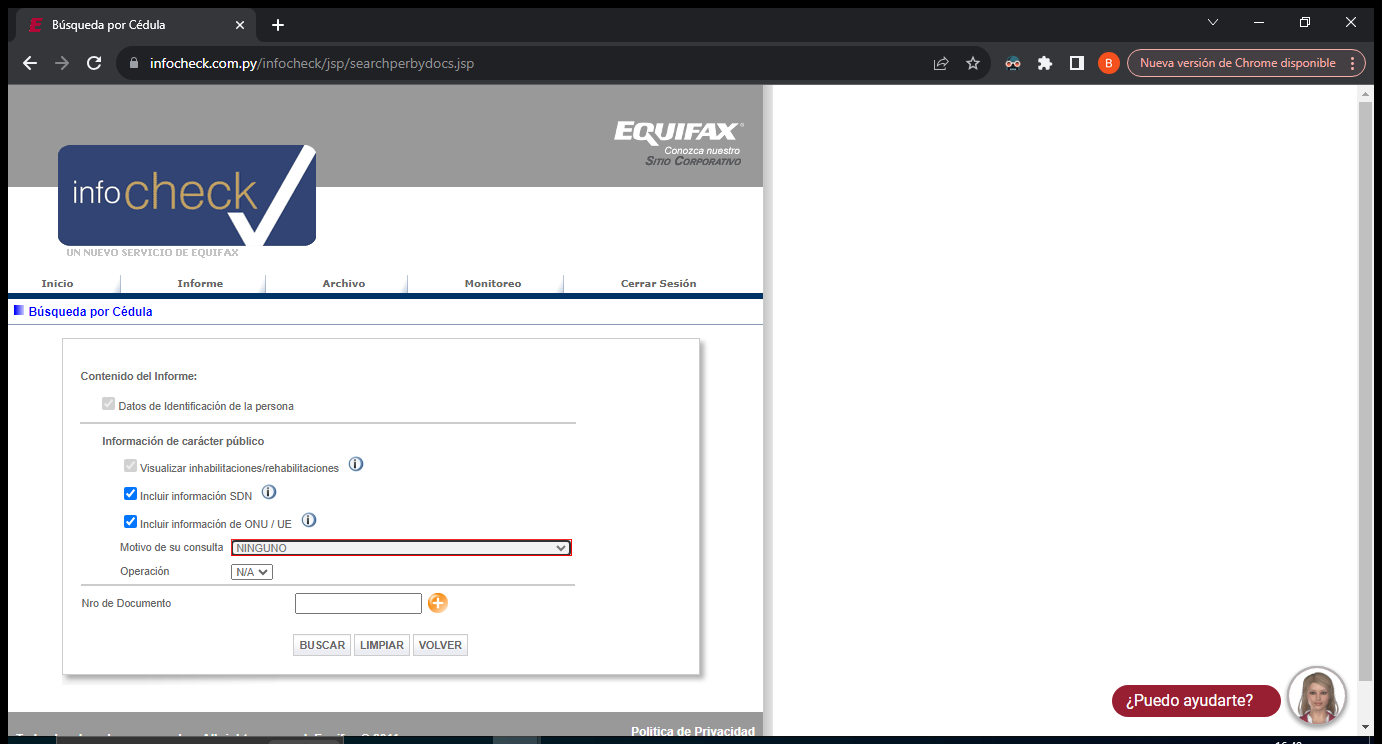 Búsqueda por Cédula
infocheck.com.py/infocheck/jsp/searchperbydocs.jsp
B
Nueva versión de Chrome disponible
EQUIFAX
Conozca nuestro
SITIO CORPORATIVO
info check
UN NUEVO SERVICIO DE EQUIFAX
Inicio Informe Archivo Monitoreo Cerrar Sesión
Búsqueda por Cédula
Contenido del Informe:
Datos de Identificación de la persona
Información de carácter público
Visualizar inhabilitaciones/rehabilitaciones
Incluir información SDN
Incluir información de ONU / UE
Motivo de su consulta NINGUNO
Operación N/A
Nro de Documento
BUSCAR LIMPIAR VOLVER
¿Puedo ayudarte?
Política de Privacidad